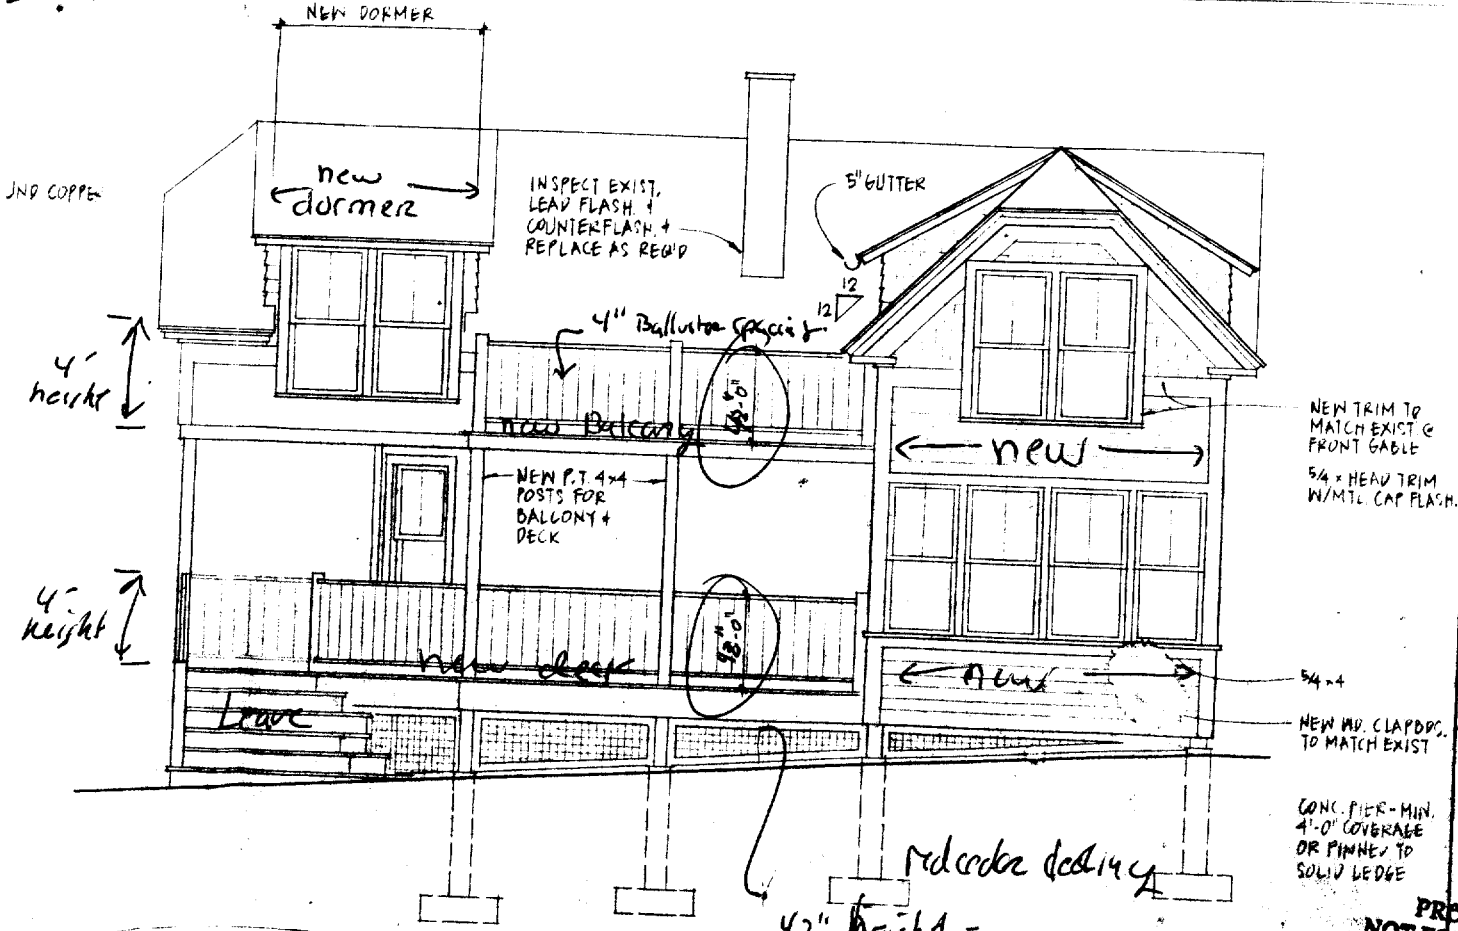 NEW DORMER
new
dormer
INSPECT EXIST,
LEAD FLASH. &
COUNTERFLASH. &
REPLACE AS REQ'D
5" GUTTER
12
12
4" Balluster spacing
4'
height
new Balcony
new
NEW TRIM TO
MATCH EXIST @
FRONT GABLE
5/4 x HEAD TRIM
W/MTL. CAP FLASH.
NEW P.T. 4x4
POSTS FOR
BALCONY &
DECK
4'
height
new deck
new
5/4 x 4
Leave
NEW WD. CLAPBDS.
TO MATCH EXIST
CONC. PIER-MIN.
4'-0" COVERAGE
OR PINNED TO
SOLID LEDGE
red cedar decking
42" height